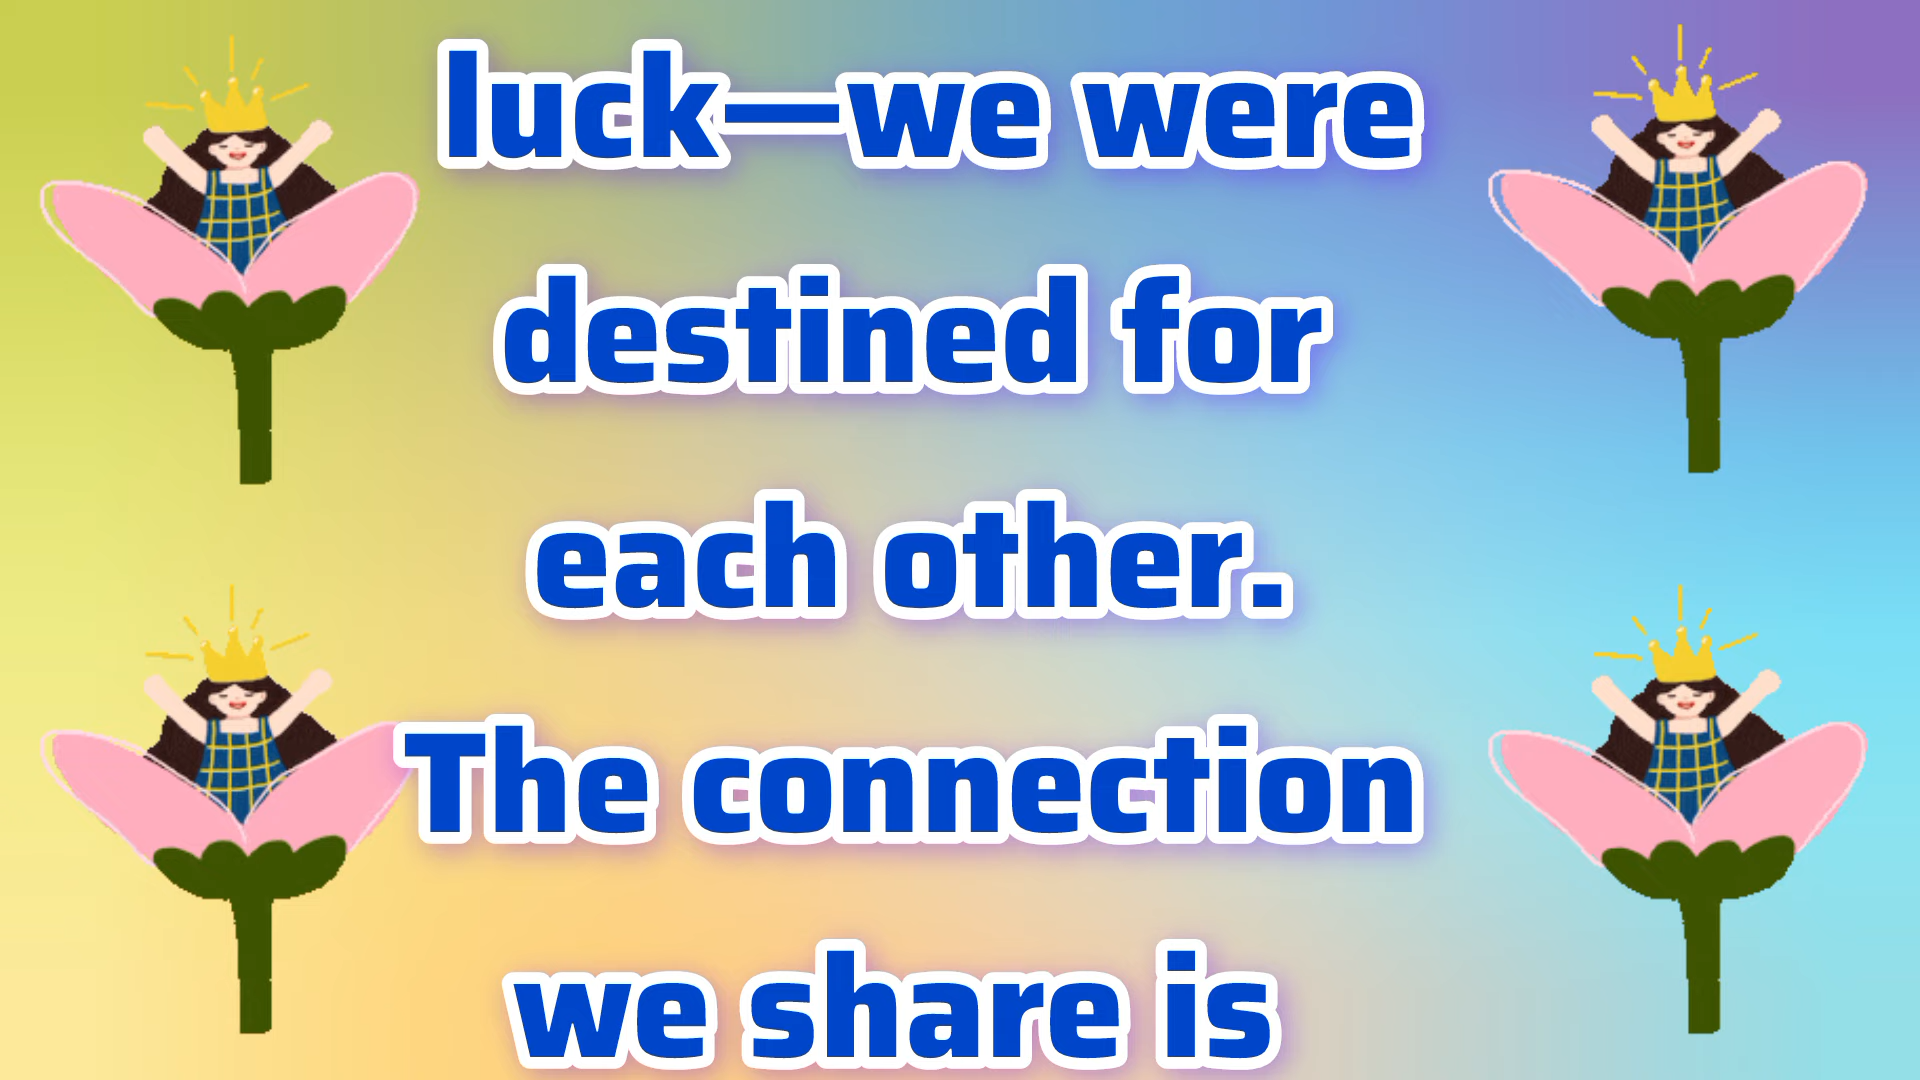 luck—we were
destined for
each other.
The connection
we share is